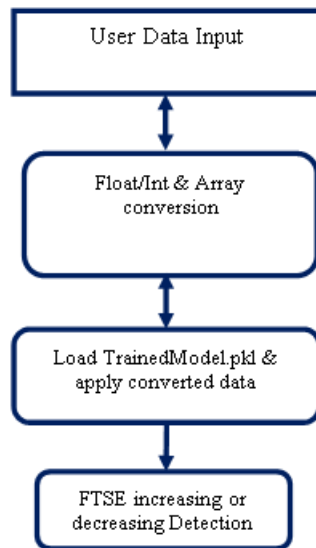 User Data Input
Float/Int & Array
conversion
Load TrainedModel.pkl &
apply converted data
FTSE increasing or
decreasing Detection